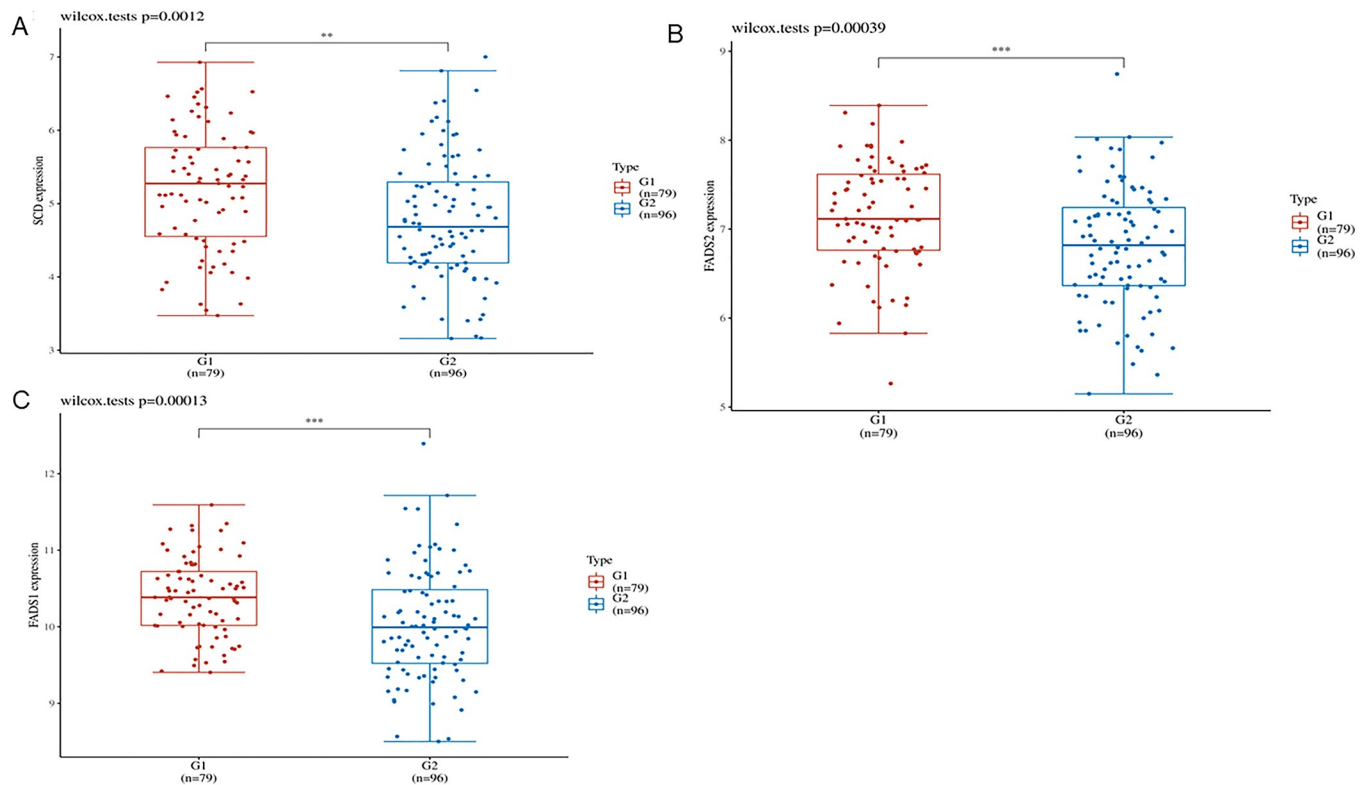 A
wilcox.tests p=0.0012
**
7
6
5
4
3
SCD expression
G1
(n=79)
G2
(n=96)
Type
G1
(n=79)
G2
(n=96)
B
wilcox.tests p=0.00039
***
9
8
7
6
5
FADS2 expression
G1
(n=79)
G2
(n=96)
Type
G1
(n=79)
G2
(n=96)
C
wilcox.tests p=0.00013
***
12
11
10
9
FADS1 expression
G1
(n=79)
G2
(n=96)
Type
G1
(n=79)
G2
(n=96)